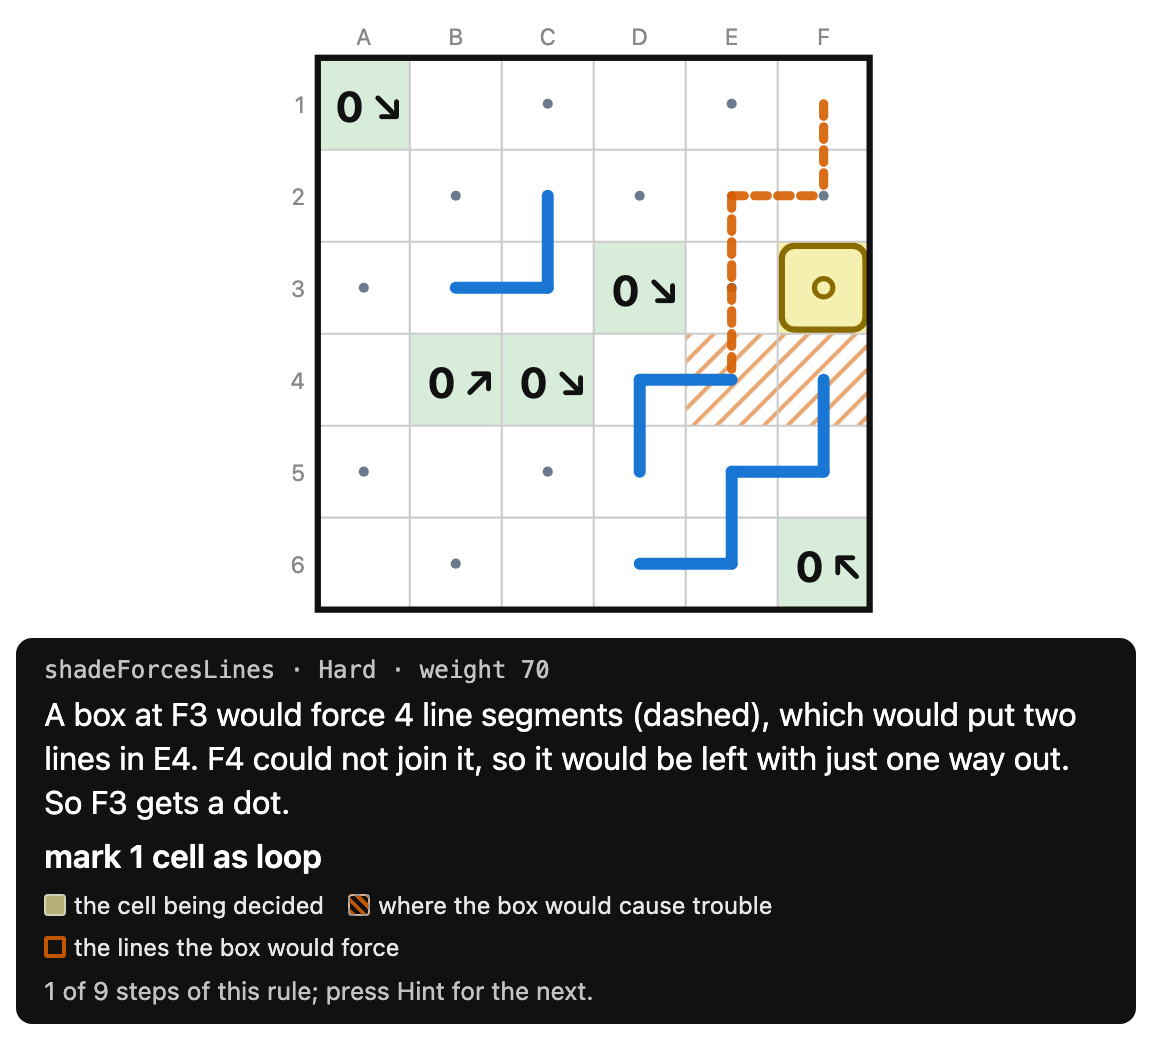 A B C D E F
1 0 ↘
2
3 0 ↘
4 0 ↗ 0 ↘
5
6 0 ↖
shadeForcesLines · Hard · weight 70
A box at F3 would force 4 line segments (dashed), which would put two
lines in E4. F4 could not join it, so it would be left with just one way out.
So F3 gets a dot.
mark 1 cell as loop
the cell being decided where the box would cause trouble
the lines the box would force
1 of 9 steps of this rule; press Hint for the next.